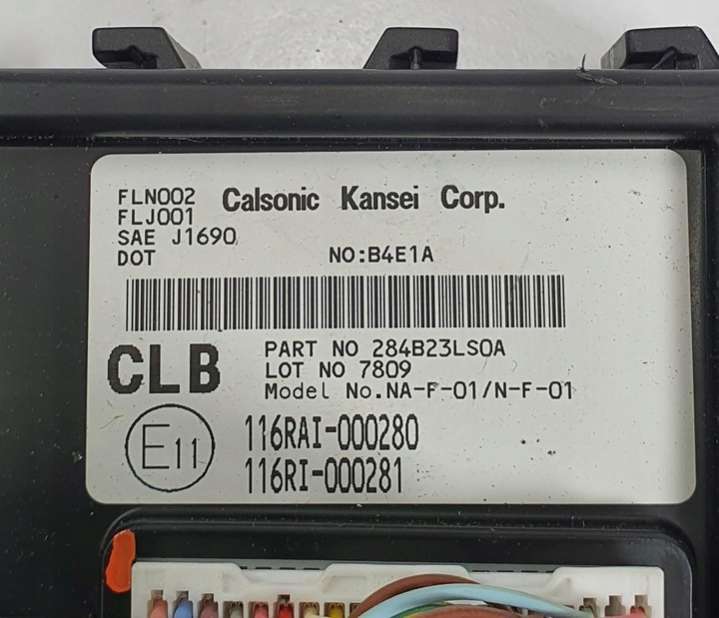 FLN002 Calsonic Kansei Corp.
FLJ001
SAE J1690
DOT NO:B4E1A
CLB
PART NO 284B23LS0A
LOT NO 7809
Model No.NA-F-01/N-F-01
E11
116RAI-000280
116RI-000281